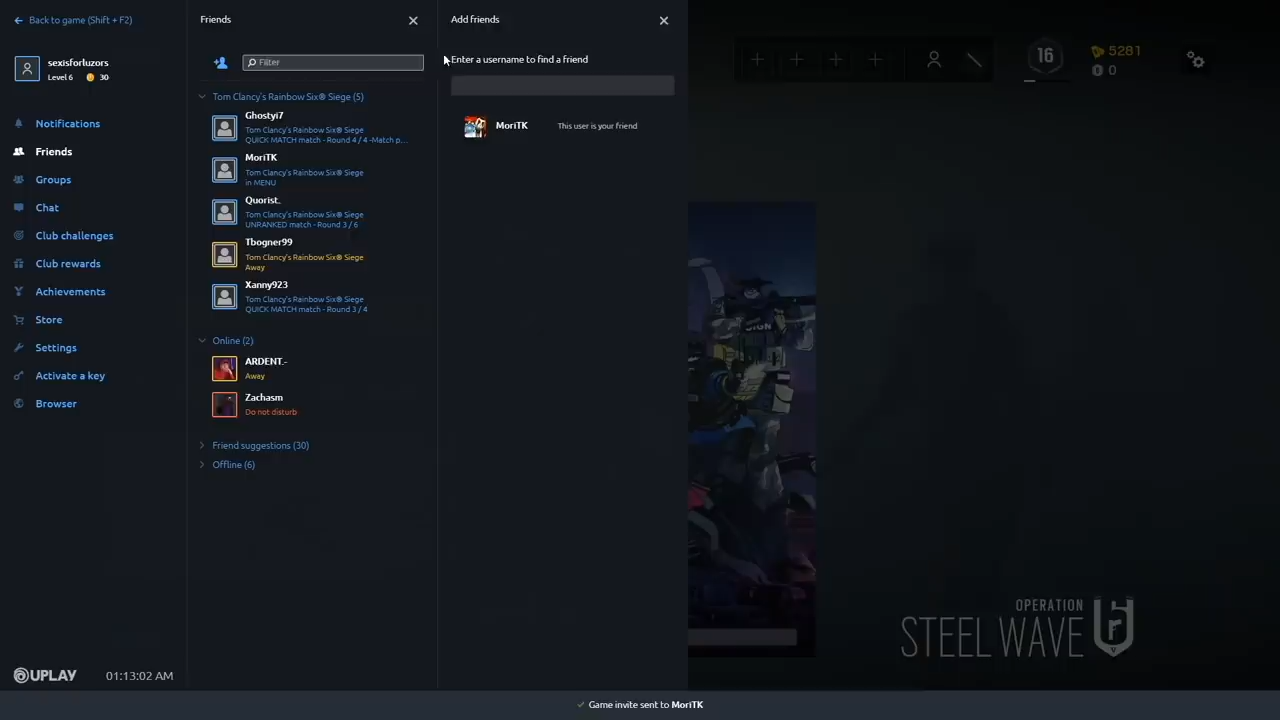 Back to game (Shift + F2)
sexisforluzors
Level 6 30
Notifications
Friends
Groups
Chat
Club challenges
Club rewards
Achievements
Store
Settings
Activate a key
Browser
UPLAY 01:13:02 AM
Friends
Filter
Tom Clancy's Rainbow Six® Siege (5)
Ghostyi7
Tom Clancy's Rainbow Six® Siege
QUICK MATCH match - Round 4 / 4 -Match p...
MoriTK
Tom Clancy's Rainbow Six® Siege
in MENU
Quorist.
Tom Clancy's Rainbow Six® Siege
UNRANKED match - Round 3 / 6
Tbogner99
Tom Clancy's Rainbow Six® Siege
Away
Xanny923
Tom Clancy's Rainbow Six® Siege
QUICK MATCH match - Round 3 / 4
Online (2)
ARDENT.-
Away
Zachasm
Do not disturb
Friend suggestions (30)
Offline (6)
Add friends
Enter a username to find a friend
MoriTK This user is your friend
16
5281
0
SIGN
OPERATION
STEEL WAVE
Game invite sent to MoriTK